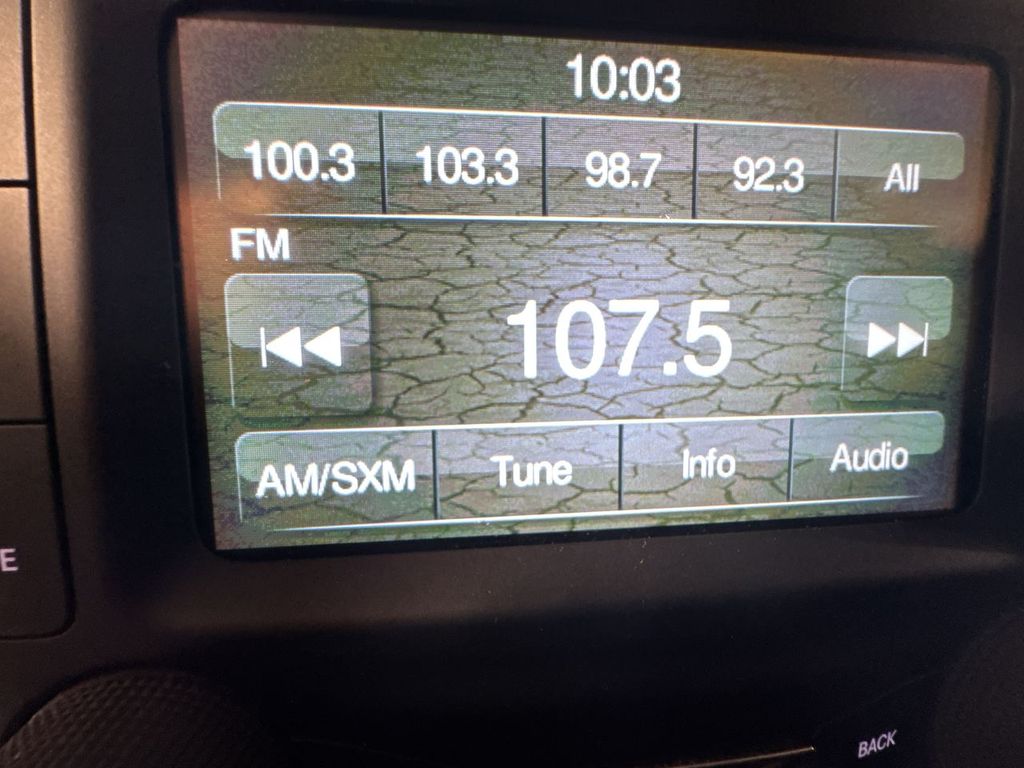 10:03
100.3 103.3 98.7 92.3 All
FM
107.5
AM/SXM Tune Info Audio
E
BACK